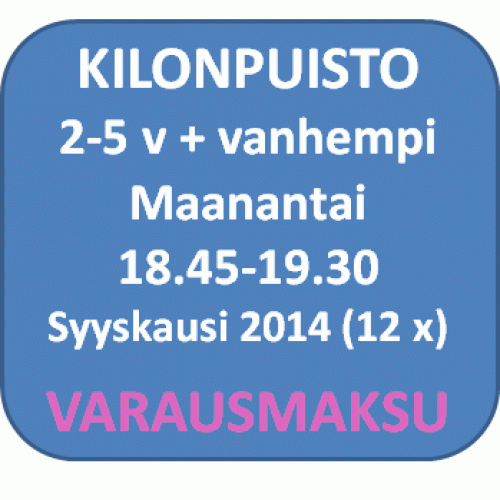 KILONPUISTO
2-5 v + vanhempi
Maanantai
18.45-19.30
Syyskausi 2014 (12 x)
VARAUSMAKSU